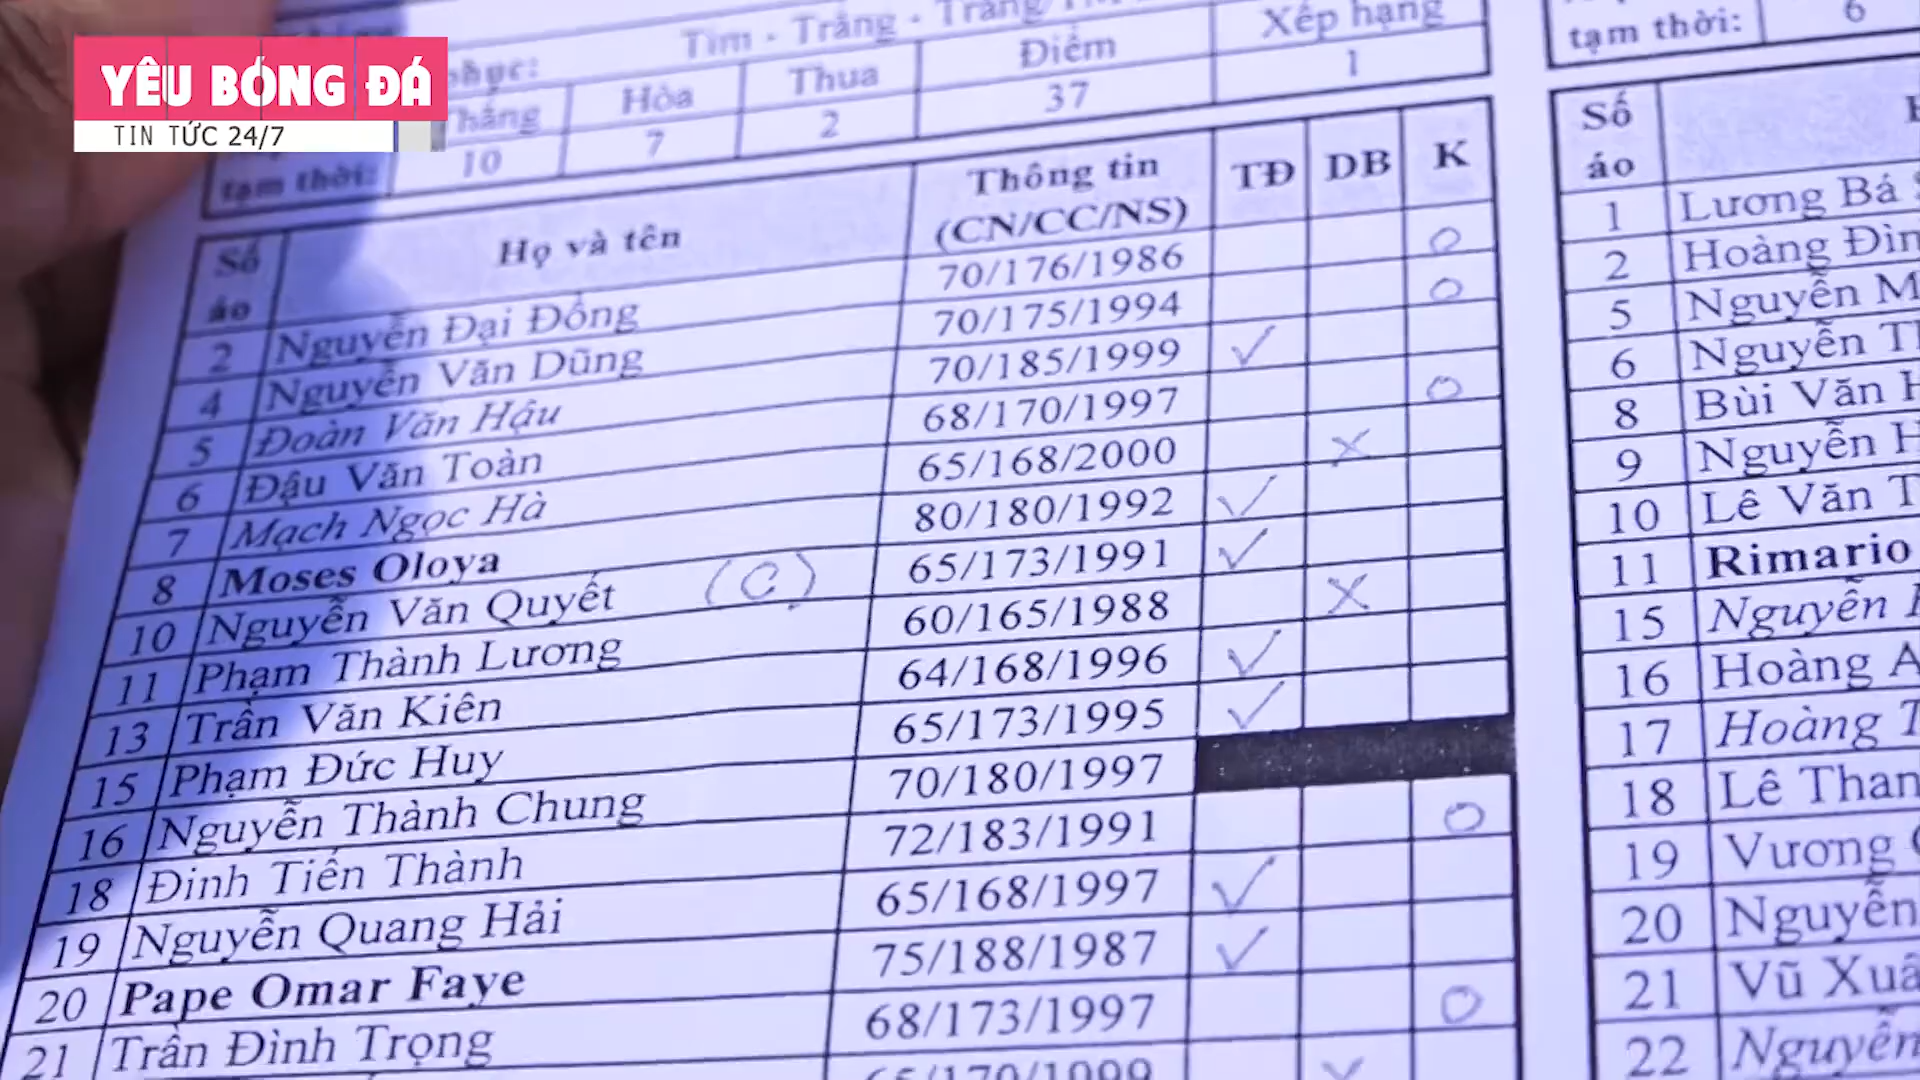 YÊU BÓNG ĐÁ
TIN TỨC 24/7
Tím - Trắng -
Thắng Hòa Thua Điểm Xếp hạng
tạm thời: 10 7 2 37 1
Số áo Họ và tên Thông tin (CN/CC/NS) TĐ DB K
2 Nguyễn Đại Đồng 70/176/1986 O
4 Nguyễn Văn Dũng 70/175/1994 O
5 Đoàn Văn Hậu 70/185/1999 ✓
6 Đậu Văn Toàn 68/170/1997 O
7 Mạch Ngọc Hà 65/168/2000 X
8 Moses Oloya 80/180/1992 ✓
10 Nguyễn Văn Quyết (C) 65/173/1991 ✓
11 Phạm Thành Lương 60/165/1988 X
13 Trần Văn Kiên 64/168/1996 ✓
15 Phạm Đức Huy 65/173/1995 ✓
16 Nguyễn Thành Chung 70/180/1997
18 Đinh Tiến Thành 72/183/1991 O
19 Nguyễn Quang Hải 65/168/1997 ✓
20 Pape Omar Faye 75/188/1987 ✓
21 Trần Đình Trọng 68/173/1997 O
tạm thời: 6
Số áo
1 Lương Bá
2 Hoàng
5 Nguyễn
6 Nguyễn
8 Bùi Văn
9 Nguyễn
10 Lê Văn
11 Rimario
15 Nguyễn
16 Hoàng
17 Hoàng
18 Lê
19 Vương
20 Nguyễn
21 Vũ
22 Nguyễn